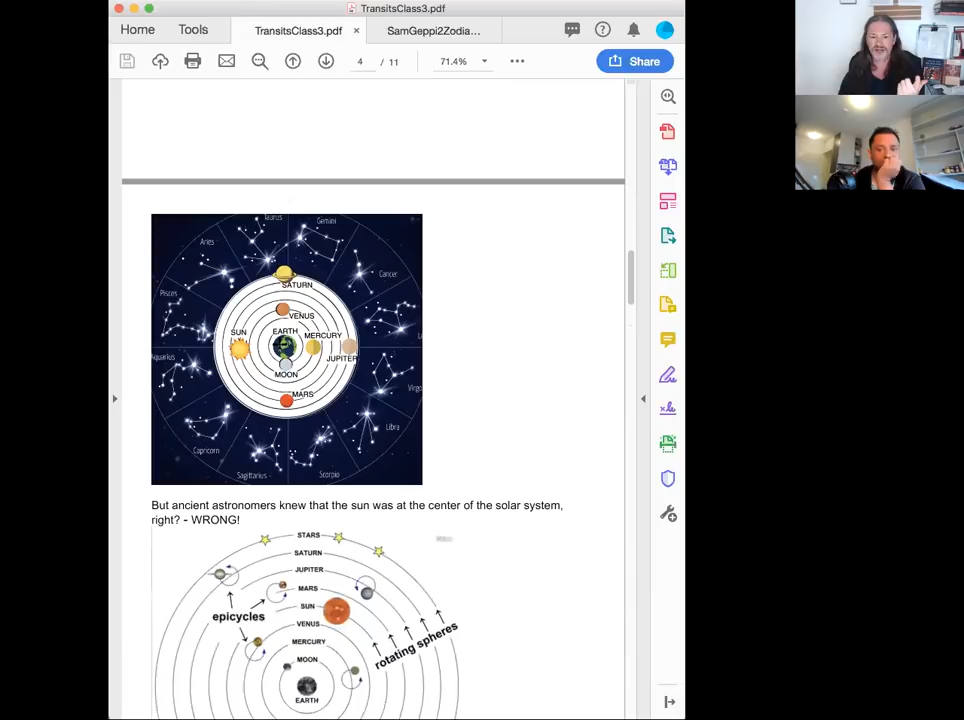 TransitsClass3.pdf
Home
Tools
TransitsClass3.pdf ×
SamGeppi2Zodia...
4 / 11
71.4%
Share
Taurus
Gemini
Aries
Cancer
Pisces
SATURN
VENUS
SUN
EARTH
MERCURY
JUPITER
Aquarius
MOON
Virgo
MARS
Libra
Capricorn
Sagittarius
Scorpio
But ancient astronomers knew that the sun was at the center of the solar system,
right? - WRONG!
STARS
SATURN
JUPITER
MARS
epicycles
SUN
VENUS
rotating spheres
MERCURY
MOON
EARTH